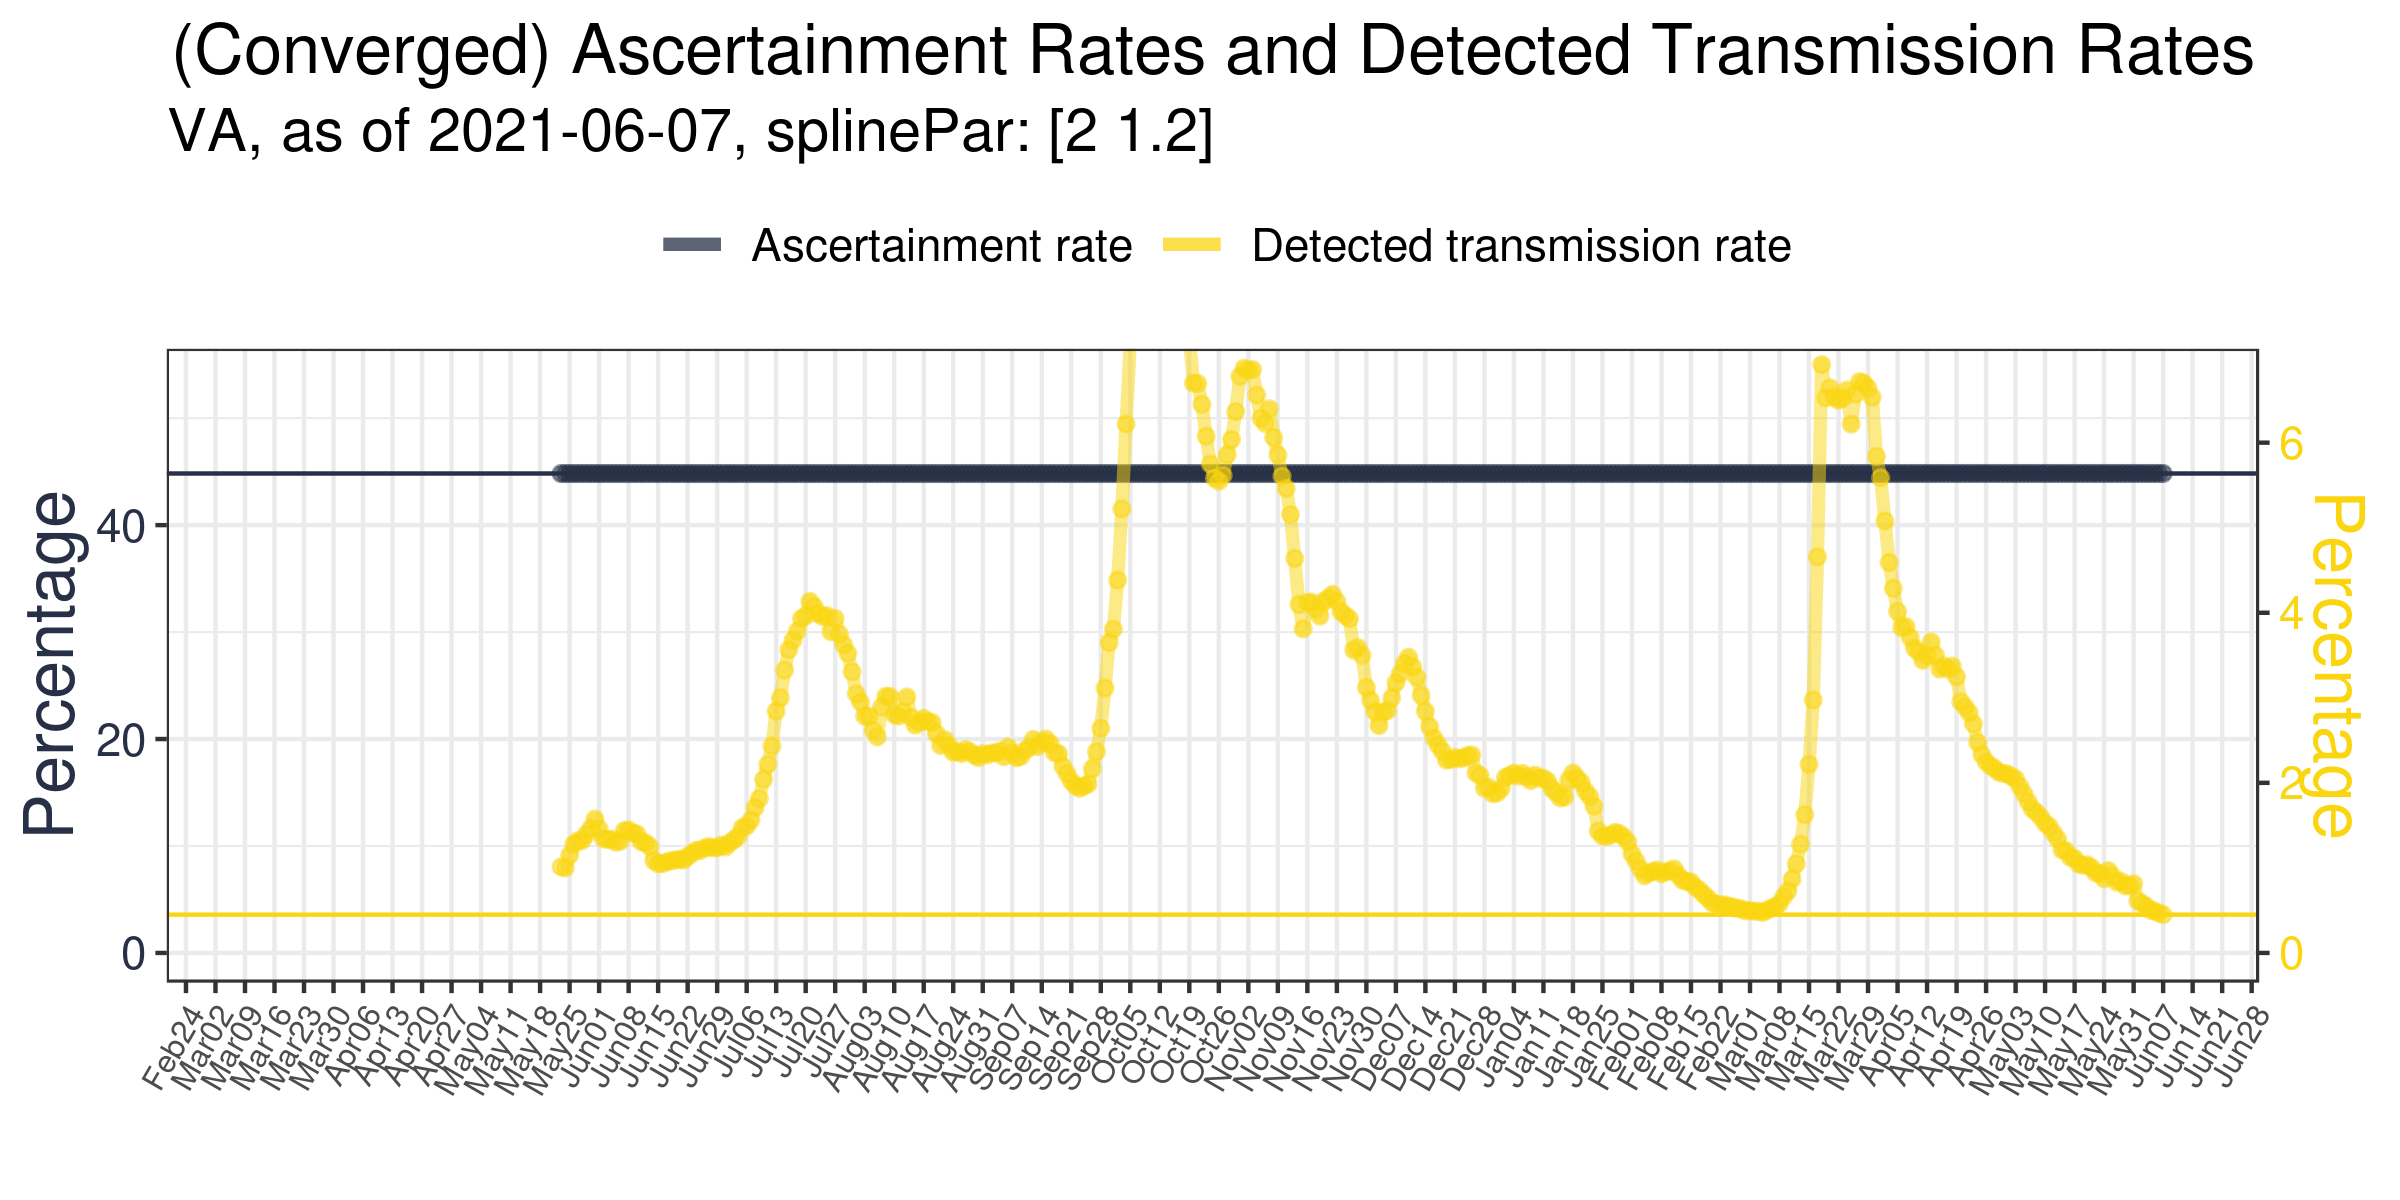 (Converged) Ascertainment Rates and Detected Transmission Rates
VA, as of 2021-06-07, splinePar: [2 1.2]
Ascertainment rate
Detected transmission rate
Percentage
40
20
0
6
4
2
0
Percentage
Feb24
Mar02
Mar09
Mar16
Mar23
Mar30
Apr06
Apr13
Apr20
Apr27
May04
May11
May18
May25
Jun01
Jun08
Jun15
Jun22
Jun29
Jul06
Jul13
Jul20
Jul27
Aug03
Aug10
Aug17
Aug24
Aug31
Sep07
Sep14
Sep21
Sep28
Oct05
Oct12
Oct19
Oct26
Nov02
Nov09
Nov16
Nov23
Nov30
Dec07
Dec14
Dec21
Dec28
Jan04
Jan11
Jan18
Jan25
Feb01
Feb08
Feb15
Feb22
Mar01
Mar08
Mar15
Mar22
Mar29
Apr05
Apr12
Apr19
Apr26
May03
May10
May17
May24
May31
Jun07
Jun14
Jun21
Jun28